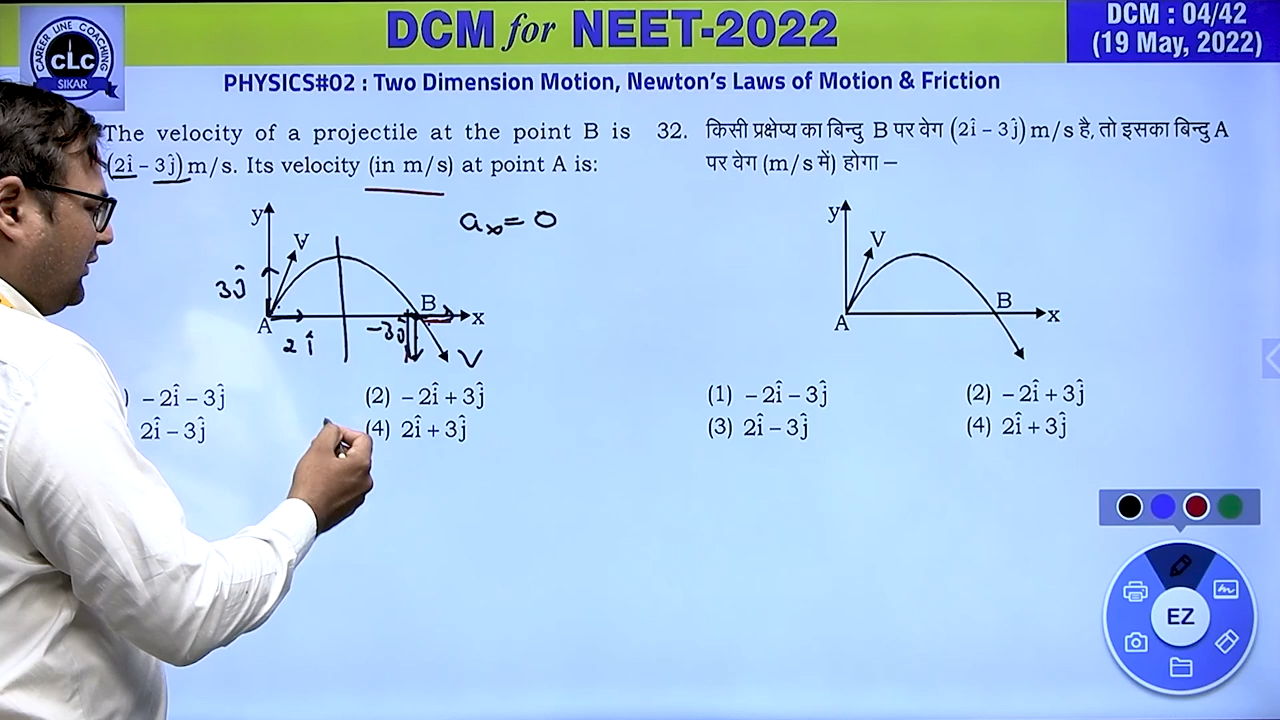 DCM for NEET-2022
DCM : 04/42
(19 May, 2022)
CAREER LINE COACHING
CLC
SIKAR
PHYSICS#02 : Two Dimension Motion, Newton's Laws of Motion & Friction
The velocity of a projectile at the point B is
(2î – 3ĵ) m/s. Its velocity (in m/s) at point A is:
aₓ = 0
y
V
3ĵ
A
2î
-3ĵ
B
x
V
) – 2î – 3ĵ
(2) – 2î + 3ĵ
2î – 3ĵ
(4) 2î + 3ĵ
32. किसी प्रक्षेप्य का बिन्दु B पर वेग (2î – 3ĵ) m/s है, तो इसका बिन्दु A
पर वेग (m/s में) होगा –
y
V
A
B
x
(1) – 2î – 3ĵ
(2) – 2î + 3ĵ
(3) 2î – 3ĵ
(4) 2î + 3ĵ
EZ